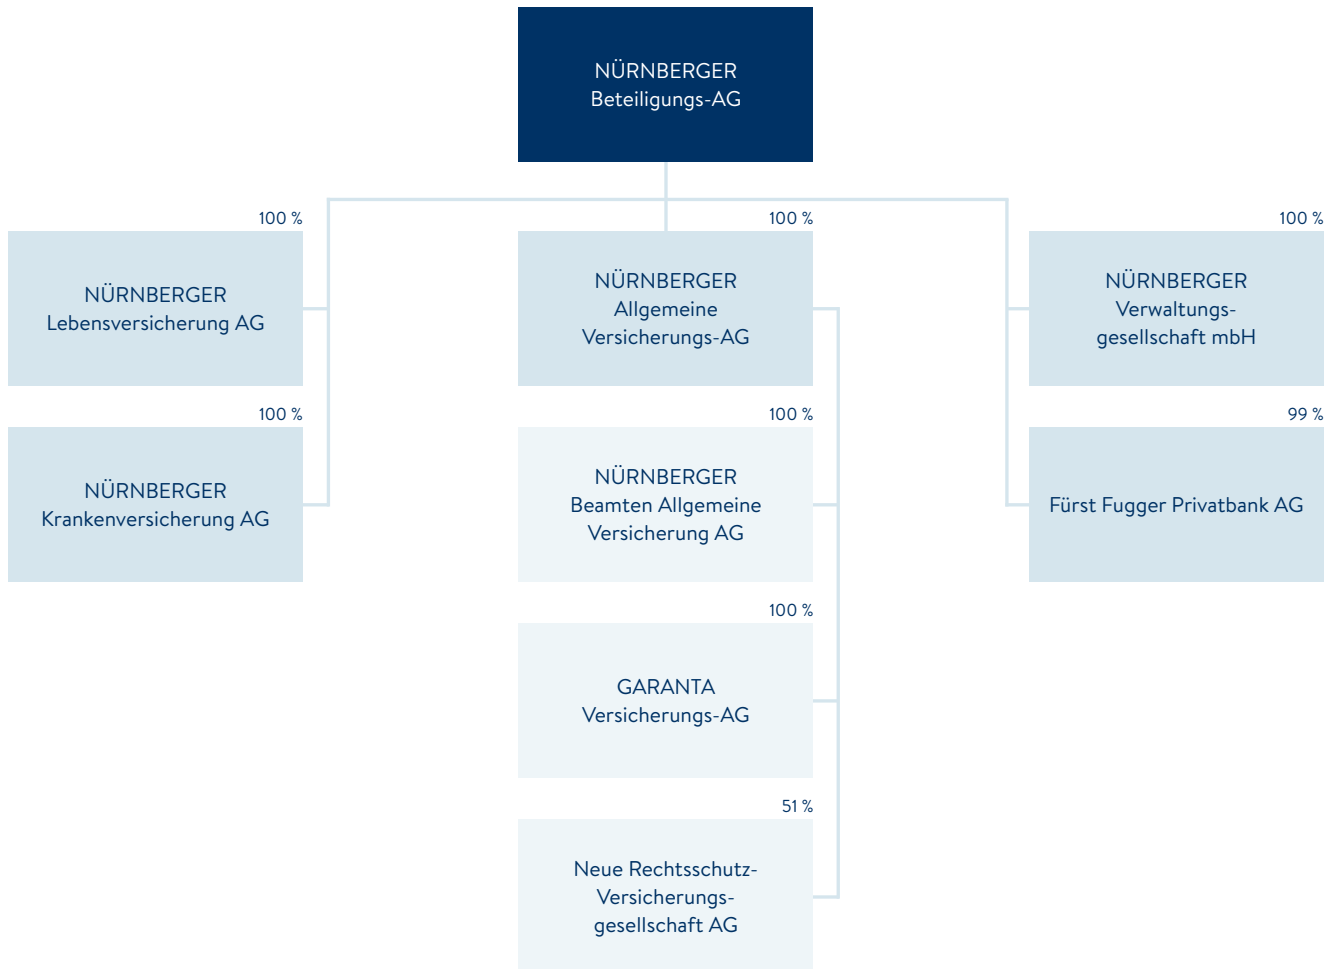 NÜRNBERGER
Beteiligungs-AG
100 %
100 %
100 %
NÜRNBERGER
Lebensversicherung AG
NÜRNBERGER
Allgemeine
Versicherungs-AG
NÜRNBERGER
Verwaltungs-
gesellschaft mbH
100 %
100 %
99 %
NÜRNBERGER
Krankenversicherung AG
NÜRNBERGER
Beamten Allgemeine
Versicherung AG
Fürst Fugger Privatbank AG
100 %
GARANTA
Versicherungs-AG
51 %
Neue Rechtsschutz-
Versicherungs-
gesellschaft AG